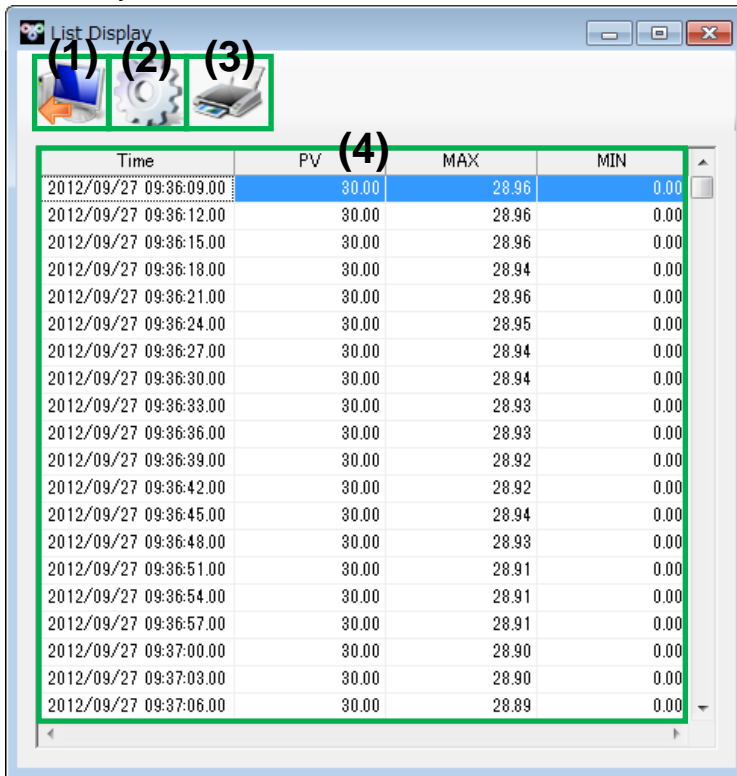 List Display
(1) (2) (3)
(4)
Time PV MAX MIN
2012/09/27 09:36:09.00 30.00 28.96 0.00
2012/09/27 09:36:12.00 30.00 28.96 0.00
2012/09/27 09:36:15.00 30.00 28.96 0.00
2012/09/27 09:36:18.00 30.00 28.94 0.00
2012/09/27 09:36:21.00 30.00 28.96 0.00
2012/09/27 09:36:24.00 30.00 28.95 0.00
2012/09/27 09:36:27.00 30.00 28.94 0.00
2012/09/27 09:36:30.00 30.00 28.94 0.00
2012/09/27 09:36:33.00 30.00 28.93 0.00
2012/09/27 09:36:36.00 30.00 28.93 0.00
2012/09/27 09:36:39.00 30.00 28.92 0.00
2012/09/27 09:36:42.00 30.00 28.92 0.00
2012/09/27 09:36:45.00 30.00 28.94 0.00
2012/09/27 09:36:48.00 30.00 28.93 0.00
2012/09/27 09:36:51.00 30.00 28.91 0.00
2012/09/27 09:36:54.00 30.00 28.91 0.00
2012/09/27 09:36:57.00 30.00 28.91 0.00
2012/09/27 09:37:00.00 30.00 28.90 0.00
2012/09/27 09:37:03.00 30.00 28.90 0.00
2012/09/27 09:37:06.00 30.00 28.89 0.00